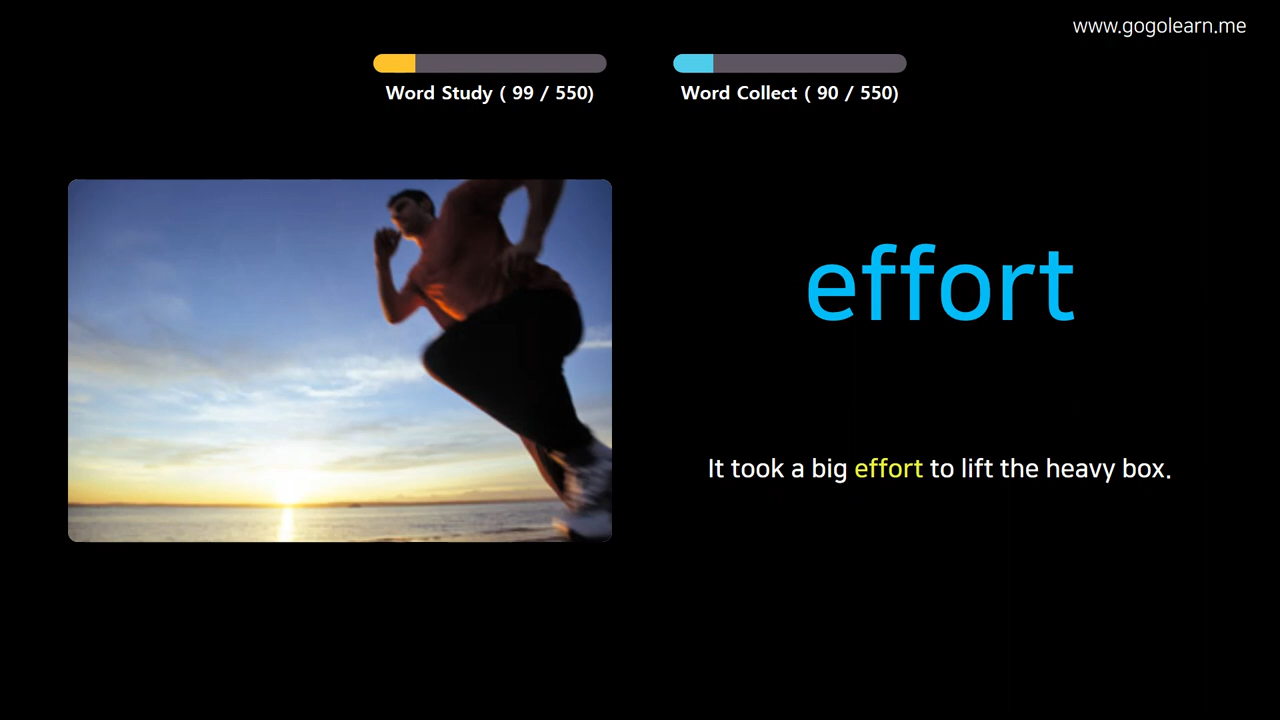 www.gogolearn.me
Word Study ( 99 / 550)
Word Collect ( 90 / 550)
effort
It took a big effort to lift the heavy box.